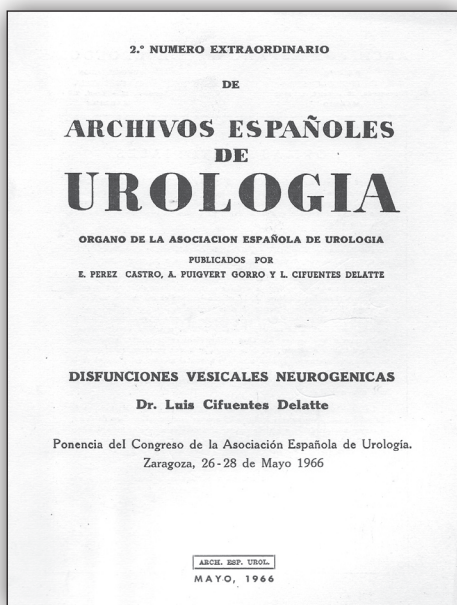 2.º NUMERO EXTRAORDINARIO
DE
ARCHIVOS ESPAÑOLES
DE
UROLOGIA
ORGANO DE LA ASOCIACION ESPAÑOLA DE UROLOGIA
PUBLICADOS POR
E. PEREZ CASTRO, A. PUIGVERT GORRO Y L. CIFUENTES DELATTE
DISFUNCIONES VESICALES NEUROGENICAS
Dr. Luis Cifuentes Delatte
Ponencia del Congreso de la Asociación Española de Urología.
Zaragoza, 26-28 de Mayo 1966
ARCH. ESP. UROL.
MAYO, 1966